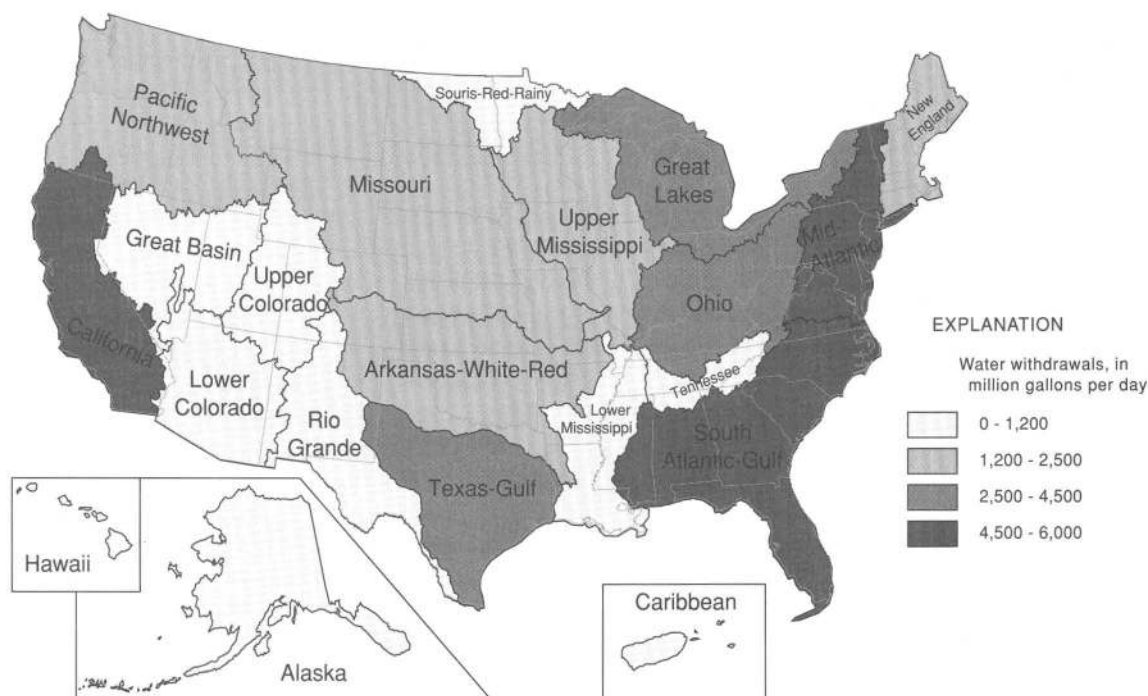 Pacific
Northwest
Souris-Red-Rainy
New
England
Missouri
Great
Lakes
Upper
Mississippi
Great Basin
Upper
Colorado
Mid-
Atlantic
Ohio
California
Arkansas-White-Red
Tennessee
Lower
Colorado
Rio
Grande
Lower
Mississippi
South
Atlantic-Gulf
Texas-Gulf
Hawaii
Alaska
Caribbean
EXPLANATION
Water withdrawals, in
million gallons per day
0 - 1,200
1,200 - 2,500
2,500 - 4,500
4,500 - 6,000